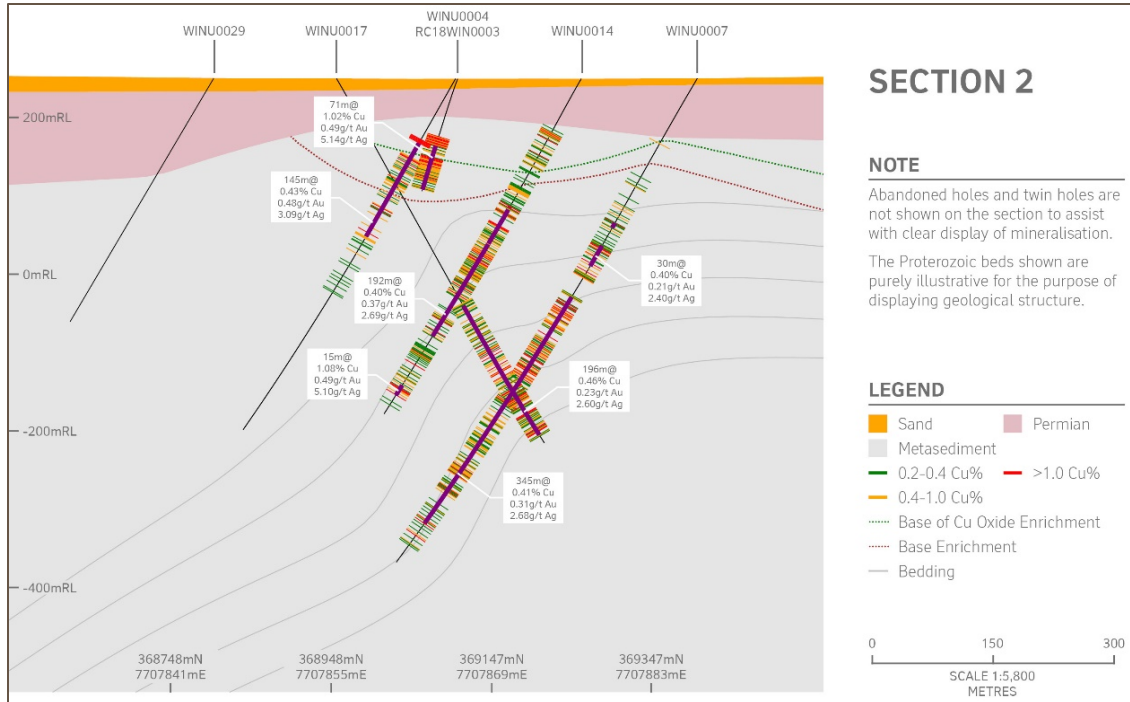 WINU0029
WINU0017
WINU0004
RC18WIN0003
WINU0014
WINU0007
200mRL
0mRL
-200mRL
-400mRL
71m@
1.02% Cu
0.49g/t Au
5.14g/t Ag
145m@
0.43% Cu
0.48g/t Au
3.09g/t Ag
192m@
0.40% Cu
0.37g/t Au
2.69g/t Ag
30m@
0.40% Cu
0.21g/t Au
2.40g/t Ag
15m@
1.08% Cu
0.49g/t Au
5.10g/t Ag
196m@
0.46% Cu
0.23g/t Au
2.60g/t Ag
345m@
0.41% Cu
0.31g/t Au
2.68g/t Ag
368748mN
7707841mE
368948mN
7707855mE
369147mN
7707869mE
369347mN
7707883mE
SECTION 2
NOTE
Abandoned holes and twin holes are
not shown on the section to assist
with clear display of mineralisation.
The Proterozoic beds shown are
purely illustrative for the purpose of
displaying geological structure.
LEGEND
Sand
Permian
Metasediment
0.2-0.4 Cu%
>1.0 Cu%
0.4-1.0 Cu%
Base of Cu Oxide Enrichment
Base Enrichment
Bedding
0 150 300
SCALE 1:5,800
METRES